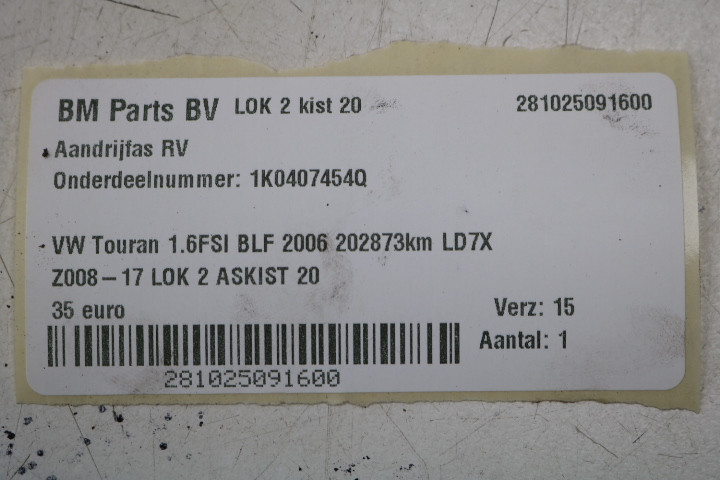 BM Parts BV LOK 2 kist 20 281025091600
Aandrijfas RV
Onderdeelnummer: 1K0407454Q
VW Touran 1.6FSI BLF 2006 202873km LD7X
Z008-17 LOK 2 ASKIST 20
35 euro Verz: 15
Aantal: 1
281025091600